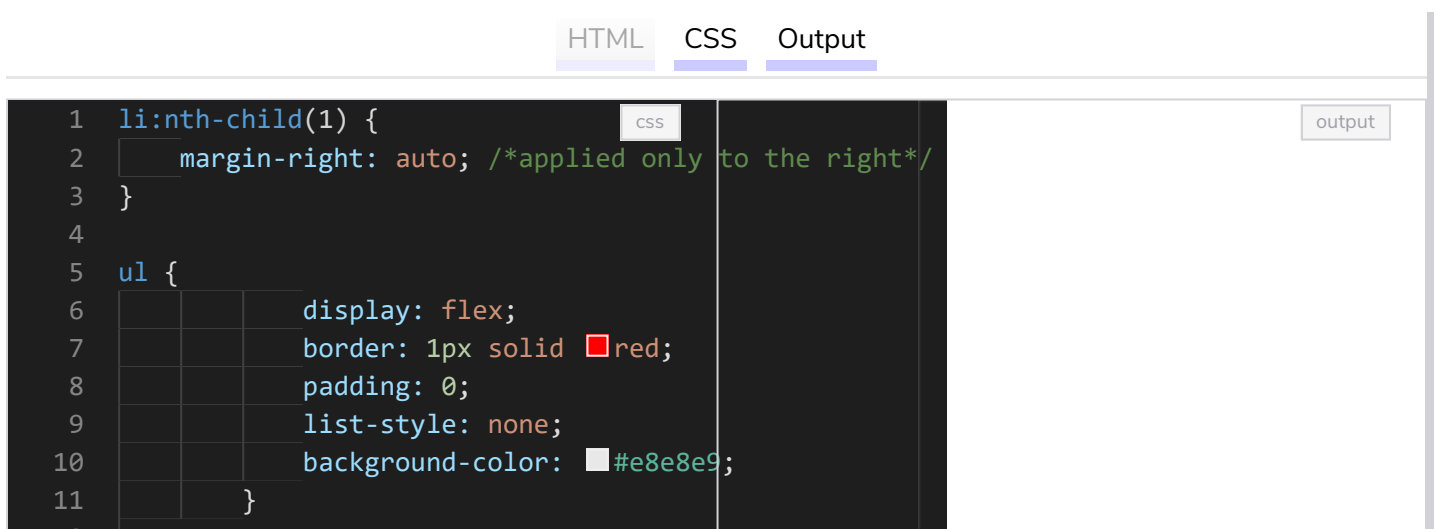 HTML CSS Output
css
output
1 li:nth-child(1) {
2 margin-right: auto; /*applied only to the right*/
3 }
4
5 ul {
6 display: flex;
7 border: 1px solid red;
8 padding: 0;
9 list-style: none;
10 background-color: #e8e8e9;
11 }